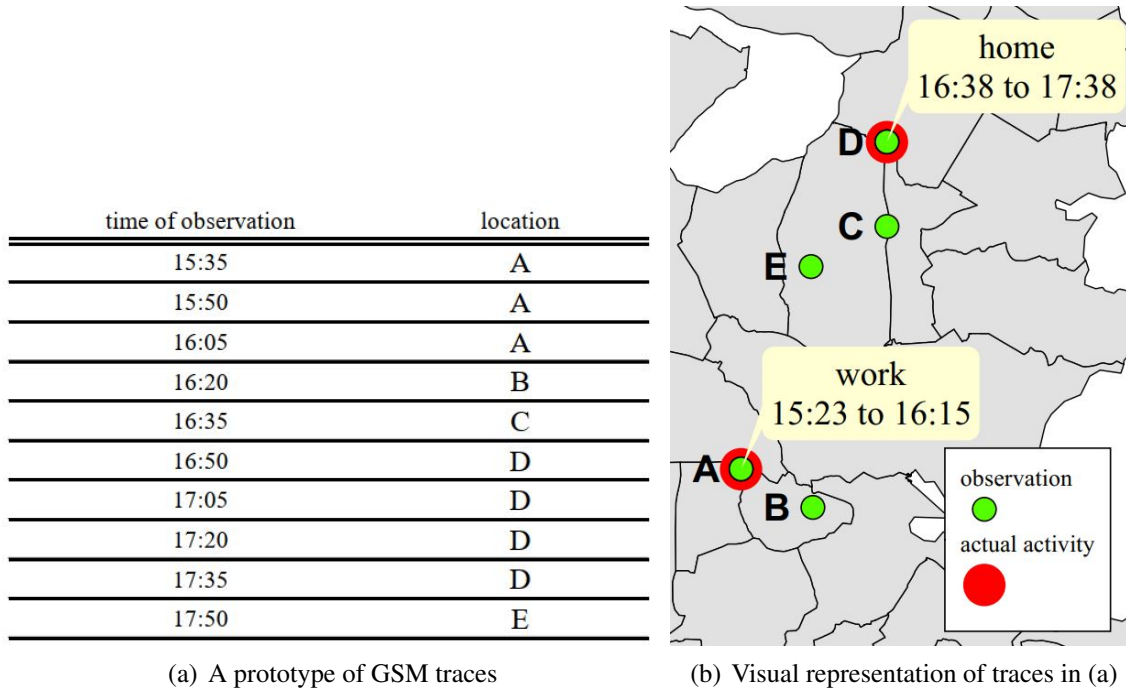 time of observation location
15:35 A
15:50 A
16:05 A
16:20 B
16:35 C
16:50 D
17:05 D
17:20 D
17:35 D
17:50 E
(a) A prototype of GSM traces
home
16:38 to 17:38
D
C
E
work
15:23 to 16:15
A
B
observation
actual activity
(b) Visual representation of traces in (a)